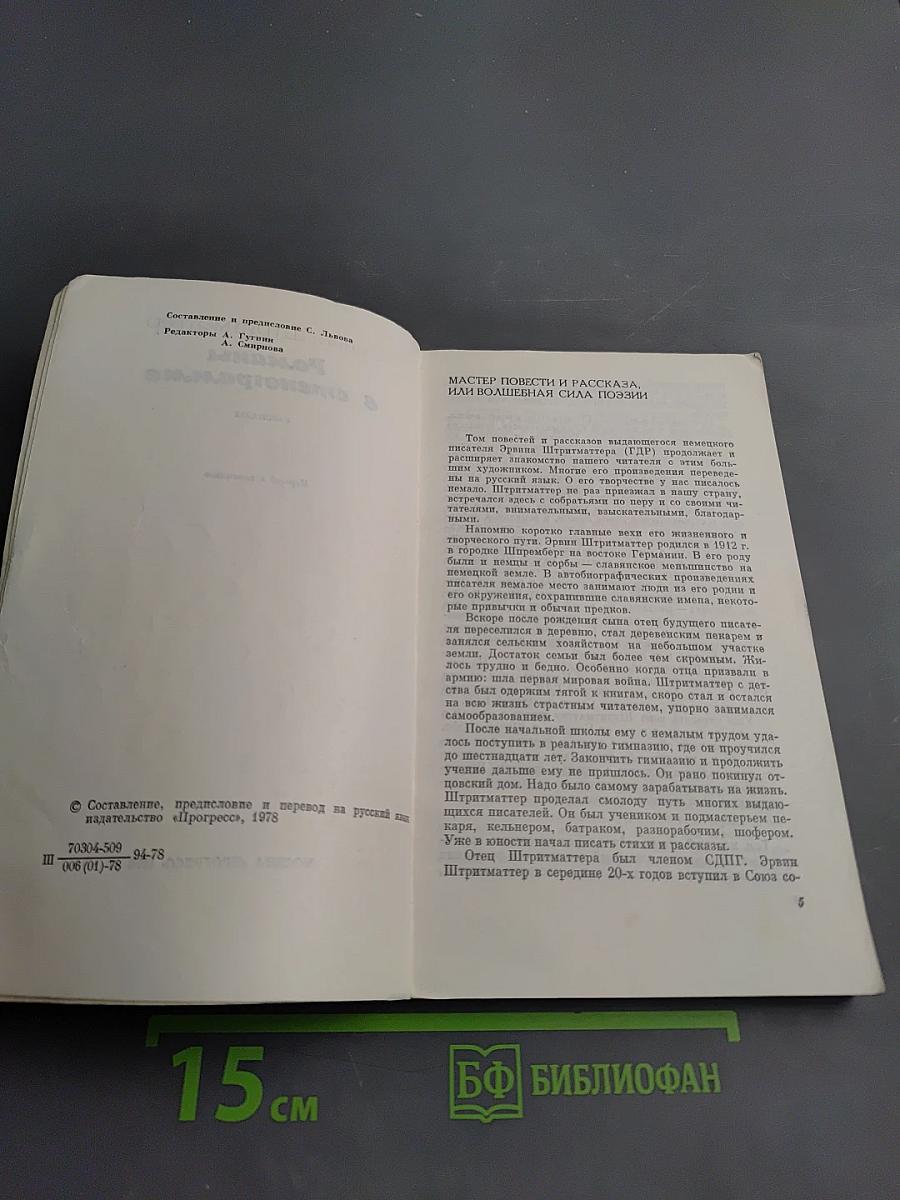 Составление и предисловие С. Львова
Редакторы А. Гугнин
А. Смирнова
© Составление, предисловие и перевод на русский язык
издательство «Прогресс», 1978
70304-509
Ш 94-78
006 (01)-78
МАСТЕР ПОВЕСТИ И РАССКАЗА,
ИЛИ ВОЛШЕБНАЯ СИЛА ПОЭЗИИ
Том повестей и рассказов выдающегося немецкого
писателя Эрвина Штритматтера (ГДР) продолжает и
расширяет знакомство нашего читателя с этим боль-
шим художником. Многие его произведения переведе-
ны на русский язык. О его творчестве у нас писалось
немало. Штритматтер не раз приезжал в нашу страну,
встречался здесь с собратьями по перу и со своими чи-
тателями, внимательными, взыскательными, благодар-
ными.
Напомню коротко главные вехи его жизненного и
творческого пути. Эрвин Штритматтер родился в 1912 г.
в городке Шпремберг на востоке Германии. В его роду
были и немцы и сорбы — славянское меньшинство на
немецкой земле. В автобиографических произведениях
писателя немалое место занимают люди из его родни и
его окружения, сохранившие славянские имена, некото-
рые привычки и обычаи предков.
Вскоре после рождения сына отец будущего писате-
ля переселился в деревню, стал деревенским пекарем и
занялся сельским хозяйством на небольшом участке
земли. Достаток семьи был более чем скромным. Жи-
лось трудно и бедно. Особенно когда отца призвали в
армию: шла первая мировая война. Штритматтер с дет-
ства был одержим тягой к книгам, скоро стал и остался
на всю жизнь страстным читателем, упорно занимался
самообразованием.
После начальной школы ему с немалым трудом уда-
лось поступить в реальную гимназию, где он проучился
до шестнадцати лет. Закончить гимназию и продолжить
учение дальше ему не пришлось. Он рано покинул от-
цовский дом. Надо было самому зарабатывать на жизнь.
Штритматтер проделал смолоду путь многих выдаю-
щихся писателей. Он был учеником и подмастерьем пе-
каря, кельнером, батраком, разнорабочим, шофером.
Уже в юности начал писать стихи и рассказы.
Отец Штритматтера был членом СДПГ. Эрвин
Штритматтер в середине 20-х годов вступил в Союз со-
5
15 см
БФ БИБЛИОФАН